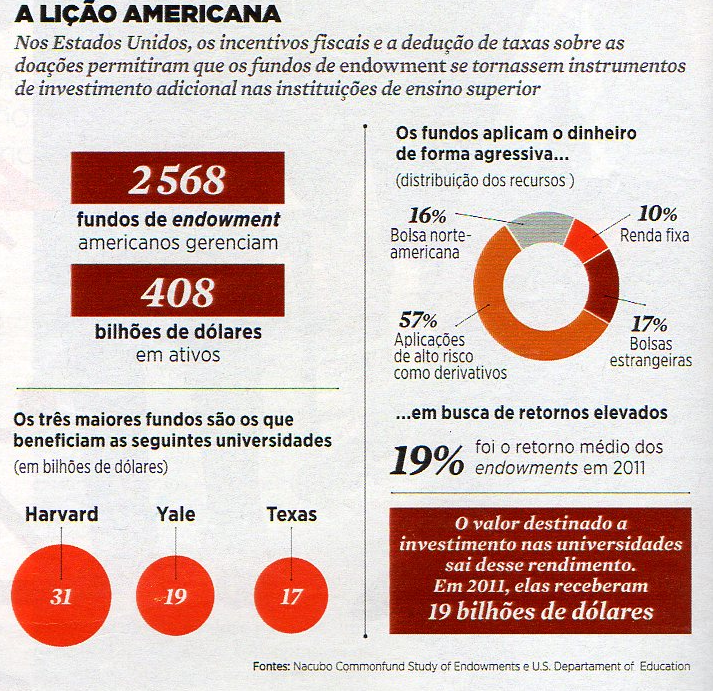 A LIÇÃO AMERICANA
Nos Estados Unidos, os incentivos fiscais e a dedução de taxas sobre as
doações permitiram que os fundos de endowment se tornassem instrumentos
de investimento adicional nas instituições de ensino superior
2 568
fundos de endowment
americanos gerenciam
408
bilhões de dólares
em ativos
Os três maiores fundos são os que
beneficiam as seguintes universidades
(em bilhões de dólares)
Harvard
Yale
Texas
31
19
17
Os fundos aplicam o dinheiro
de forma agressiva...
(distribuição dos recursos )
16%
Bolsa norte-
americana
10%
Renda fixa
57%
Aplicações
de alto risco
como derivativos
17%
Bolsas
estrangeiras
...em busca de retornos elevados
19%
foi o retorno médio dos
endowments em 2011
O valor destinado a
investimento nas universidades
sai desse rendimento.
Em 2011, elas receberam
19 bilhões de dólares
Fontes: Nacubo Commonfund Study of Endowments e U.S. Departament of Education